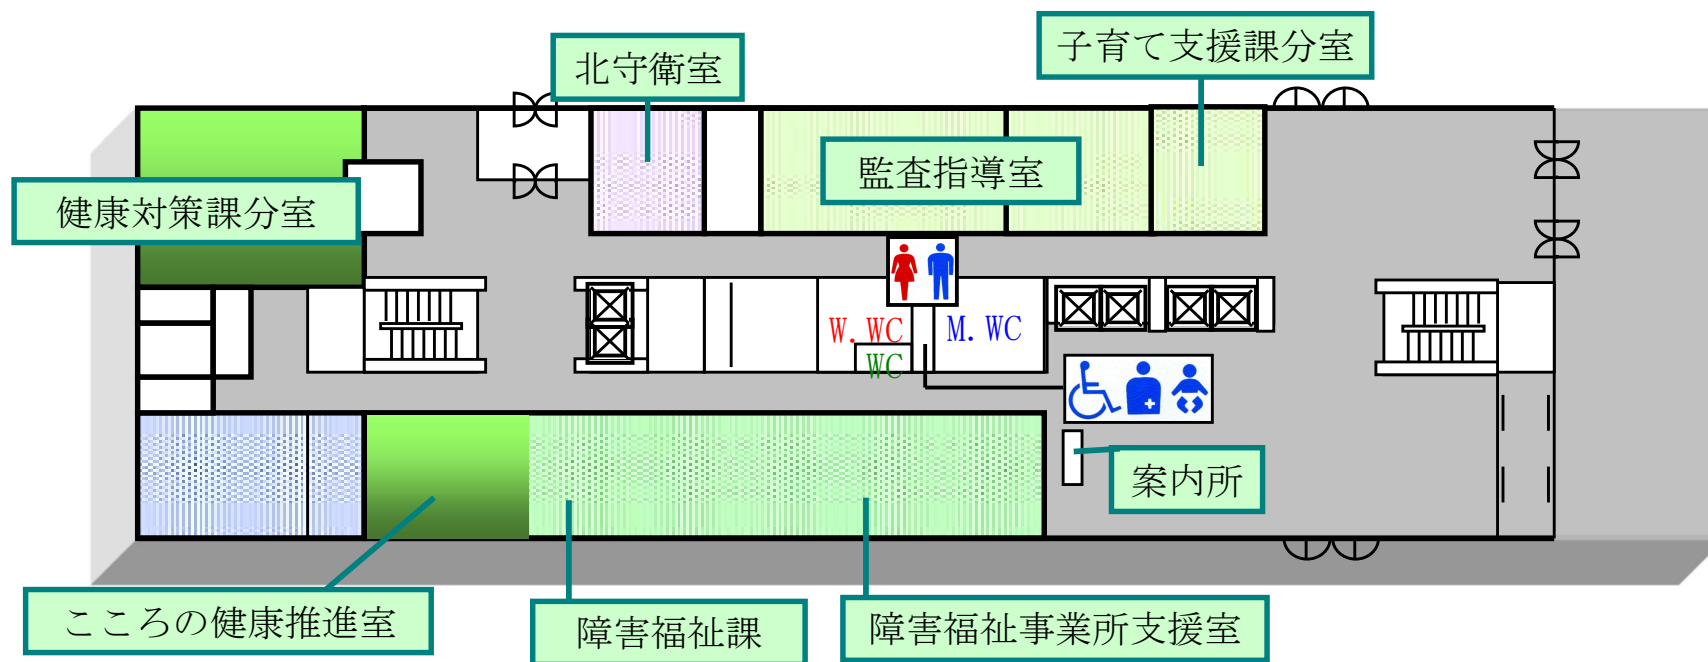 子育て支援課分室
北守衛室
監査指導室
健康対策課分室
W. WC
M. WC
WC
案内所
こころの健康推進室
障害福祉課
障害福祉事業所支援室